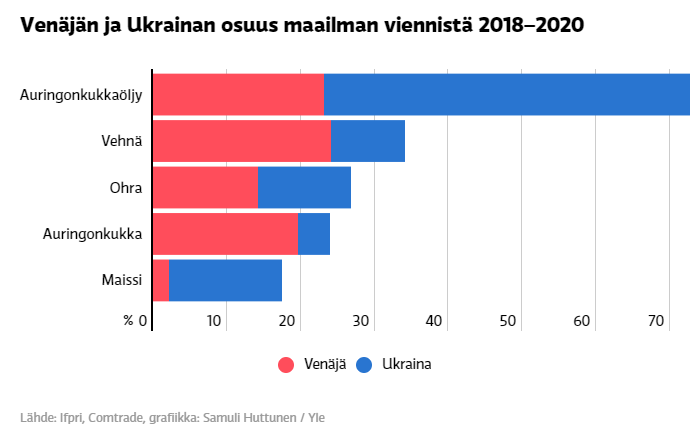 Venäjän ja Ukrainan osuus maailman viennistä 2018–2020
Auringonkukkaöljy
Vehnä
Ohra
Auringonkukka
Maissi
% 0 10 20 30 40 50 60 70
Venäjä Ukraina
Lähde: Ifpri, Comtrade, grafiikka: Samuli Huttunen / Yle